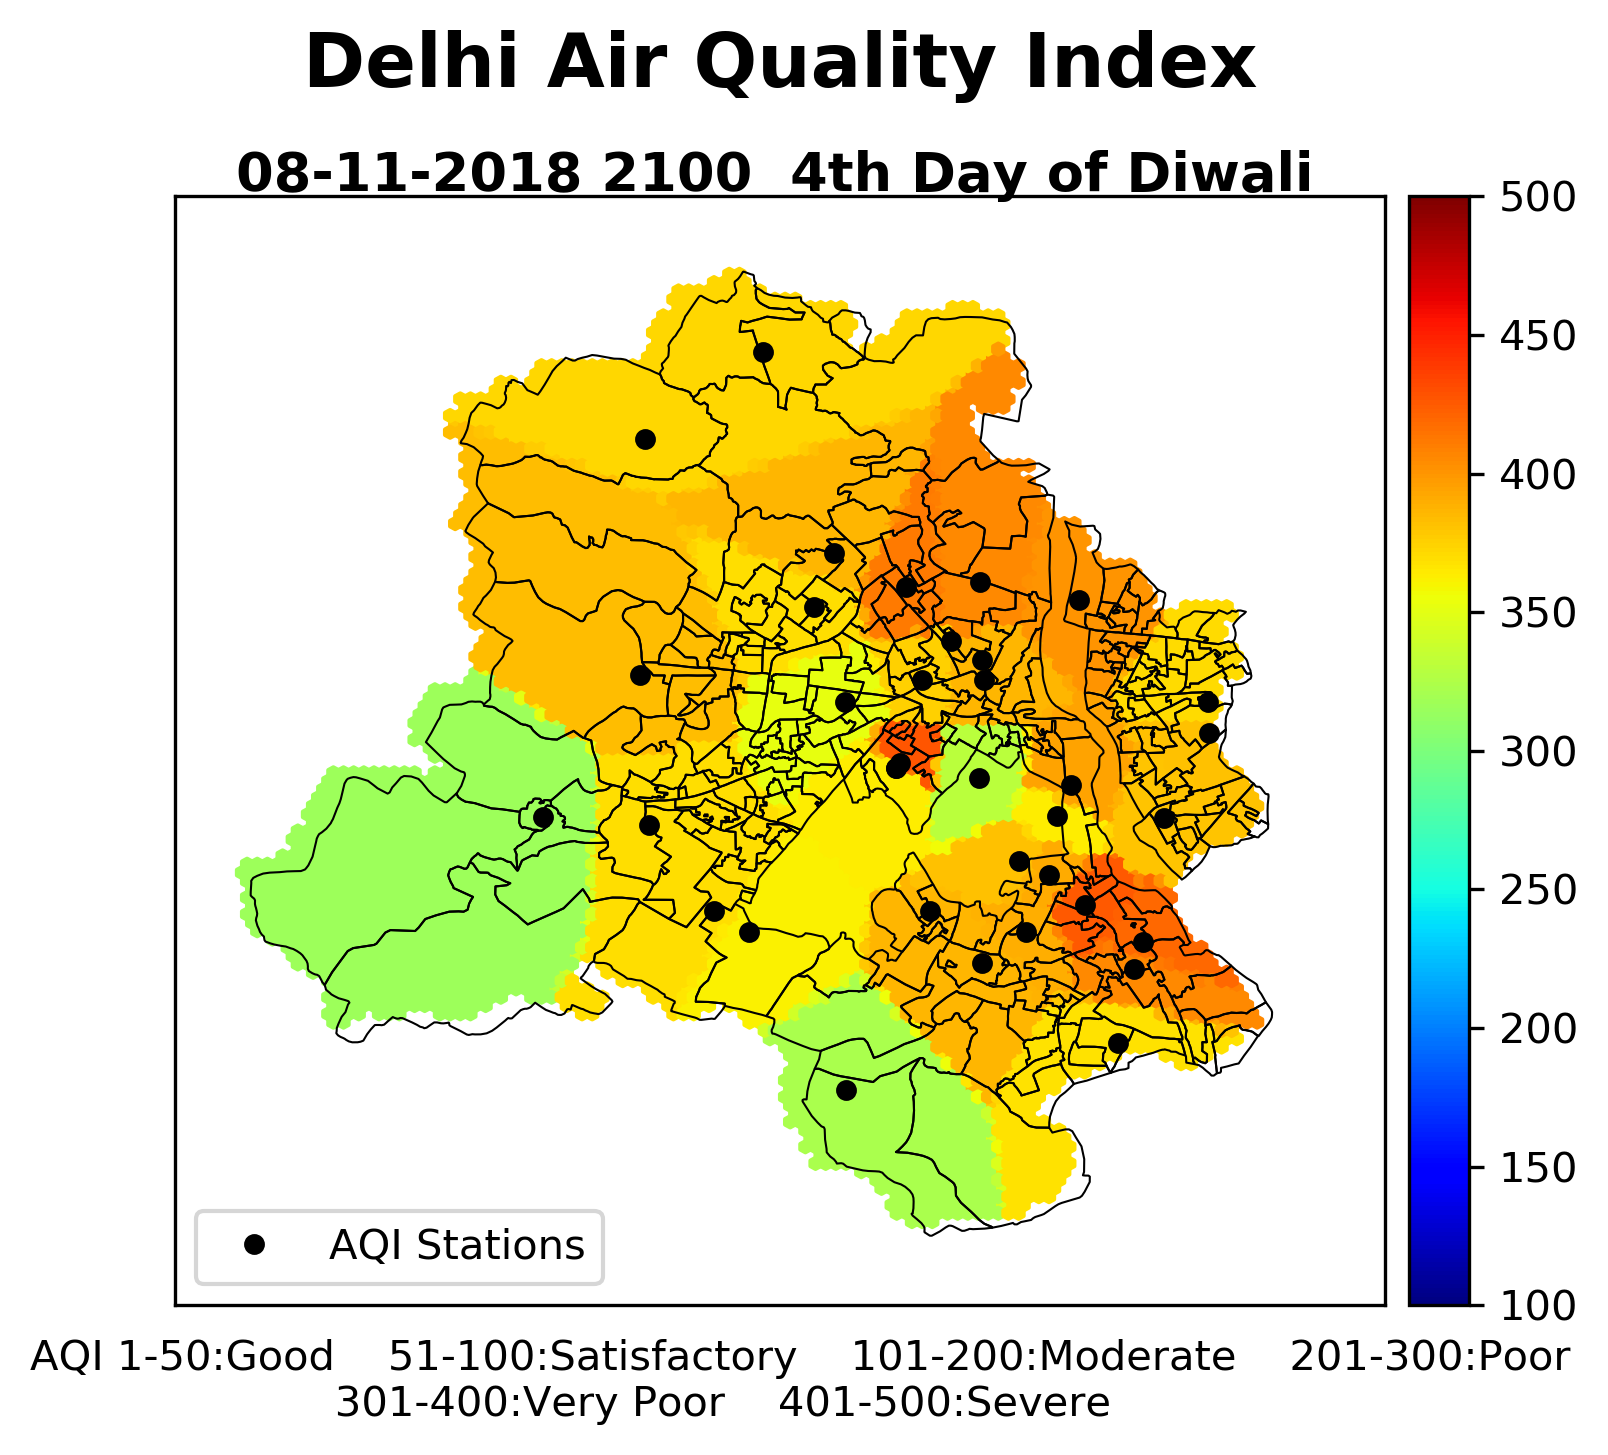 Delhi Air Quality Index
08-11-2018 2100  4th Day of Diwali
500
450
400
350
300
250
200
150
100
AQI Stations
AQI 1-50:Good    51-100:Satisfactory    101-200:Moderate    201-300:Poor
301-400:Very Poor    401-500:Severe